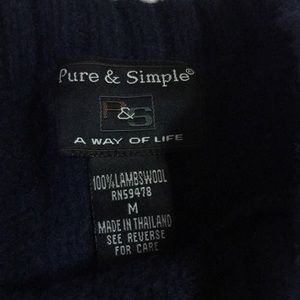 Pure & Simple®
P&S
A WAY OF LIFE
100% LAMBSWOOL
RN59478
M
MADE IN THAILAND
SEE REVERSE
FOR CARE